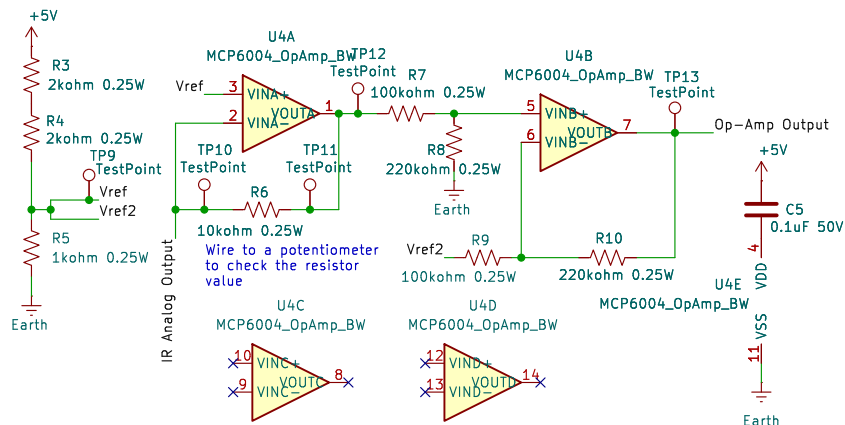 +5V
R3
2kohm 0.25W
R4
2kohm 0.25W
TP9
TestPoint
Vref
Vref2
R5
1kohm 0.25W
Earth
U4A
MCP6004_OpAmp_BW
Vref
3
VINA+
2
VINA-
VOUTA
1
TP12
TestPoint
TP10
TestPoint
TP11
TestPoint
R6
10kohm 0.25W
Wire to a potentiometer
to check the resistor
value
IR Analog Output
R7
100kohm 0.25W
R8
220kohm 0.25W
Earth
U4B
MCP6004_OpAmp_BW
5
VINB+
6
VINB-
VOUTB
7
TP13
TestPoint
Op-Amp Output
Vref2
R9
100kohm 0.25W
R10
220kohm 0.25W
+5V
C5
0.1uF 50V
4
VDD
U4E
MCP6004_OpAmp_BW
VSS
11
Earth
U4C
MCP6004_OpAmp_BW
10
VINC+
9
VINC-
VOUTC
8
U4D
MCP6004_OpAmp_BW
12
VIND+
13
VIND-
VOUTD
14